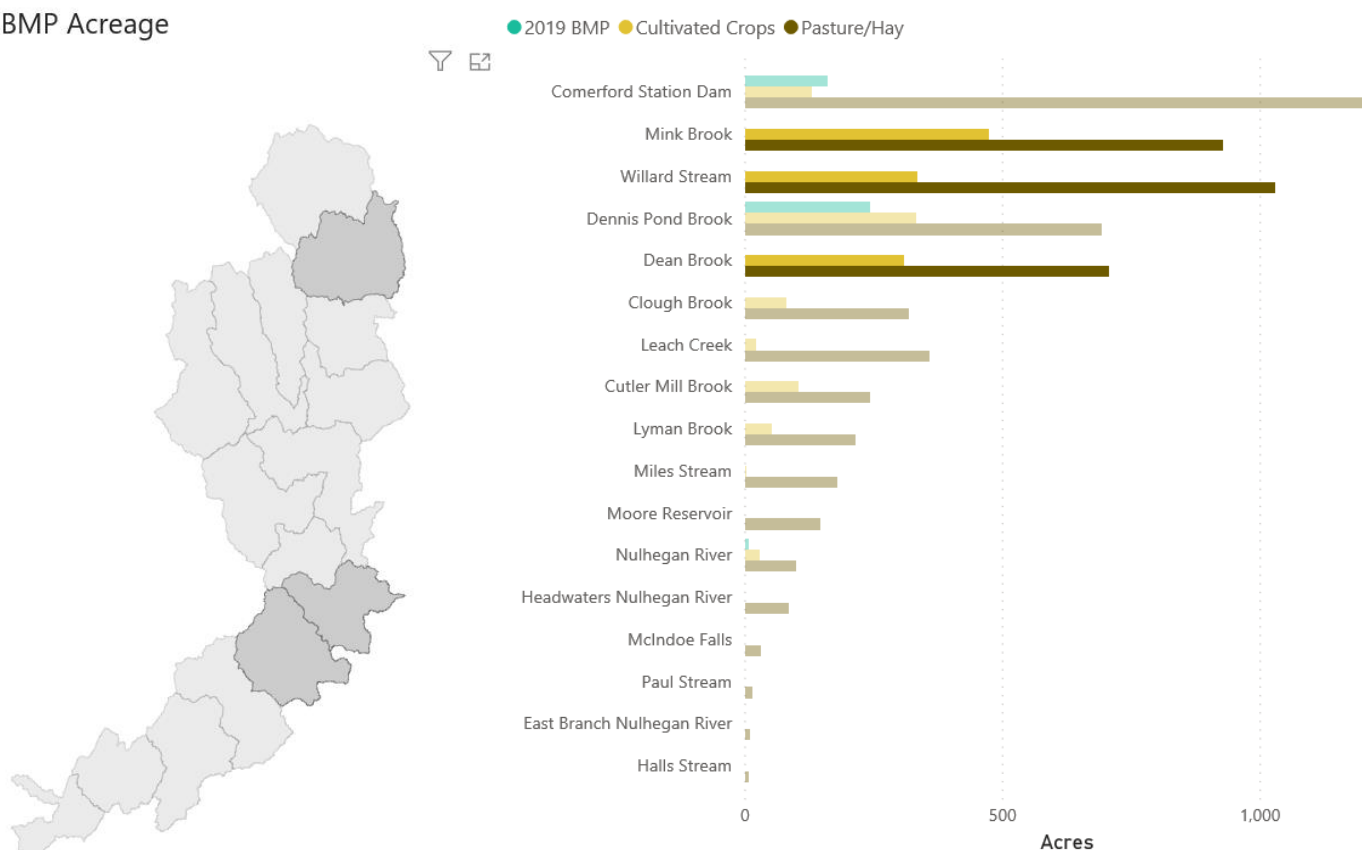 BMP Acreage
2019 BMP Cultivated Crops Pasture/Hay
Comerford Station Dam
Mink Brook
Willard Stream
Dennis Pond Brook
Dean Brook
Clough Brook
Leach Creek
Cutler Mill Brook
Lyman Brook
Miles Stream
Moore Reservoir
Nulhegan River
Headwaters Nulhegan River
McIndoe Falls
Paul Stream
East Branch Nulhegan River
Halls Stream
0 500 1,000
Acres